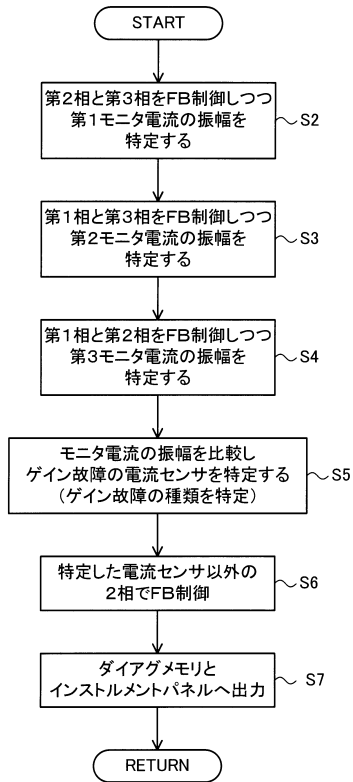 START
第2相と第3相をFB制御しつつ
第1モニタ電流の振幅を
特定する
S2
第1相と第3相をFB制御しつつ
第2モニタ電流の振幅を
特定する
S3
第1相と第2相をFB制御しつつ
第3モニタ電流の振幅を
特定する
S4
モニタ電流の振幅を比較し
ゲイン故障の電流センサを特定する
(ゲイン故障の種類を特定)
S5
特定した電流センサ以外の
2相でFB制御
S6
ダイアグメモリと
インストルメントパネルへ出力
S7
RETURN